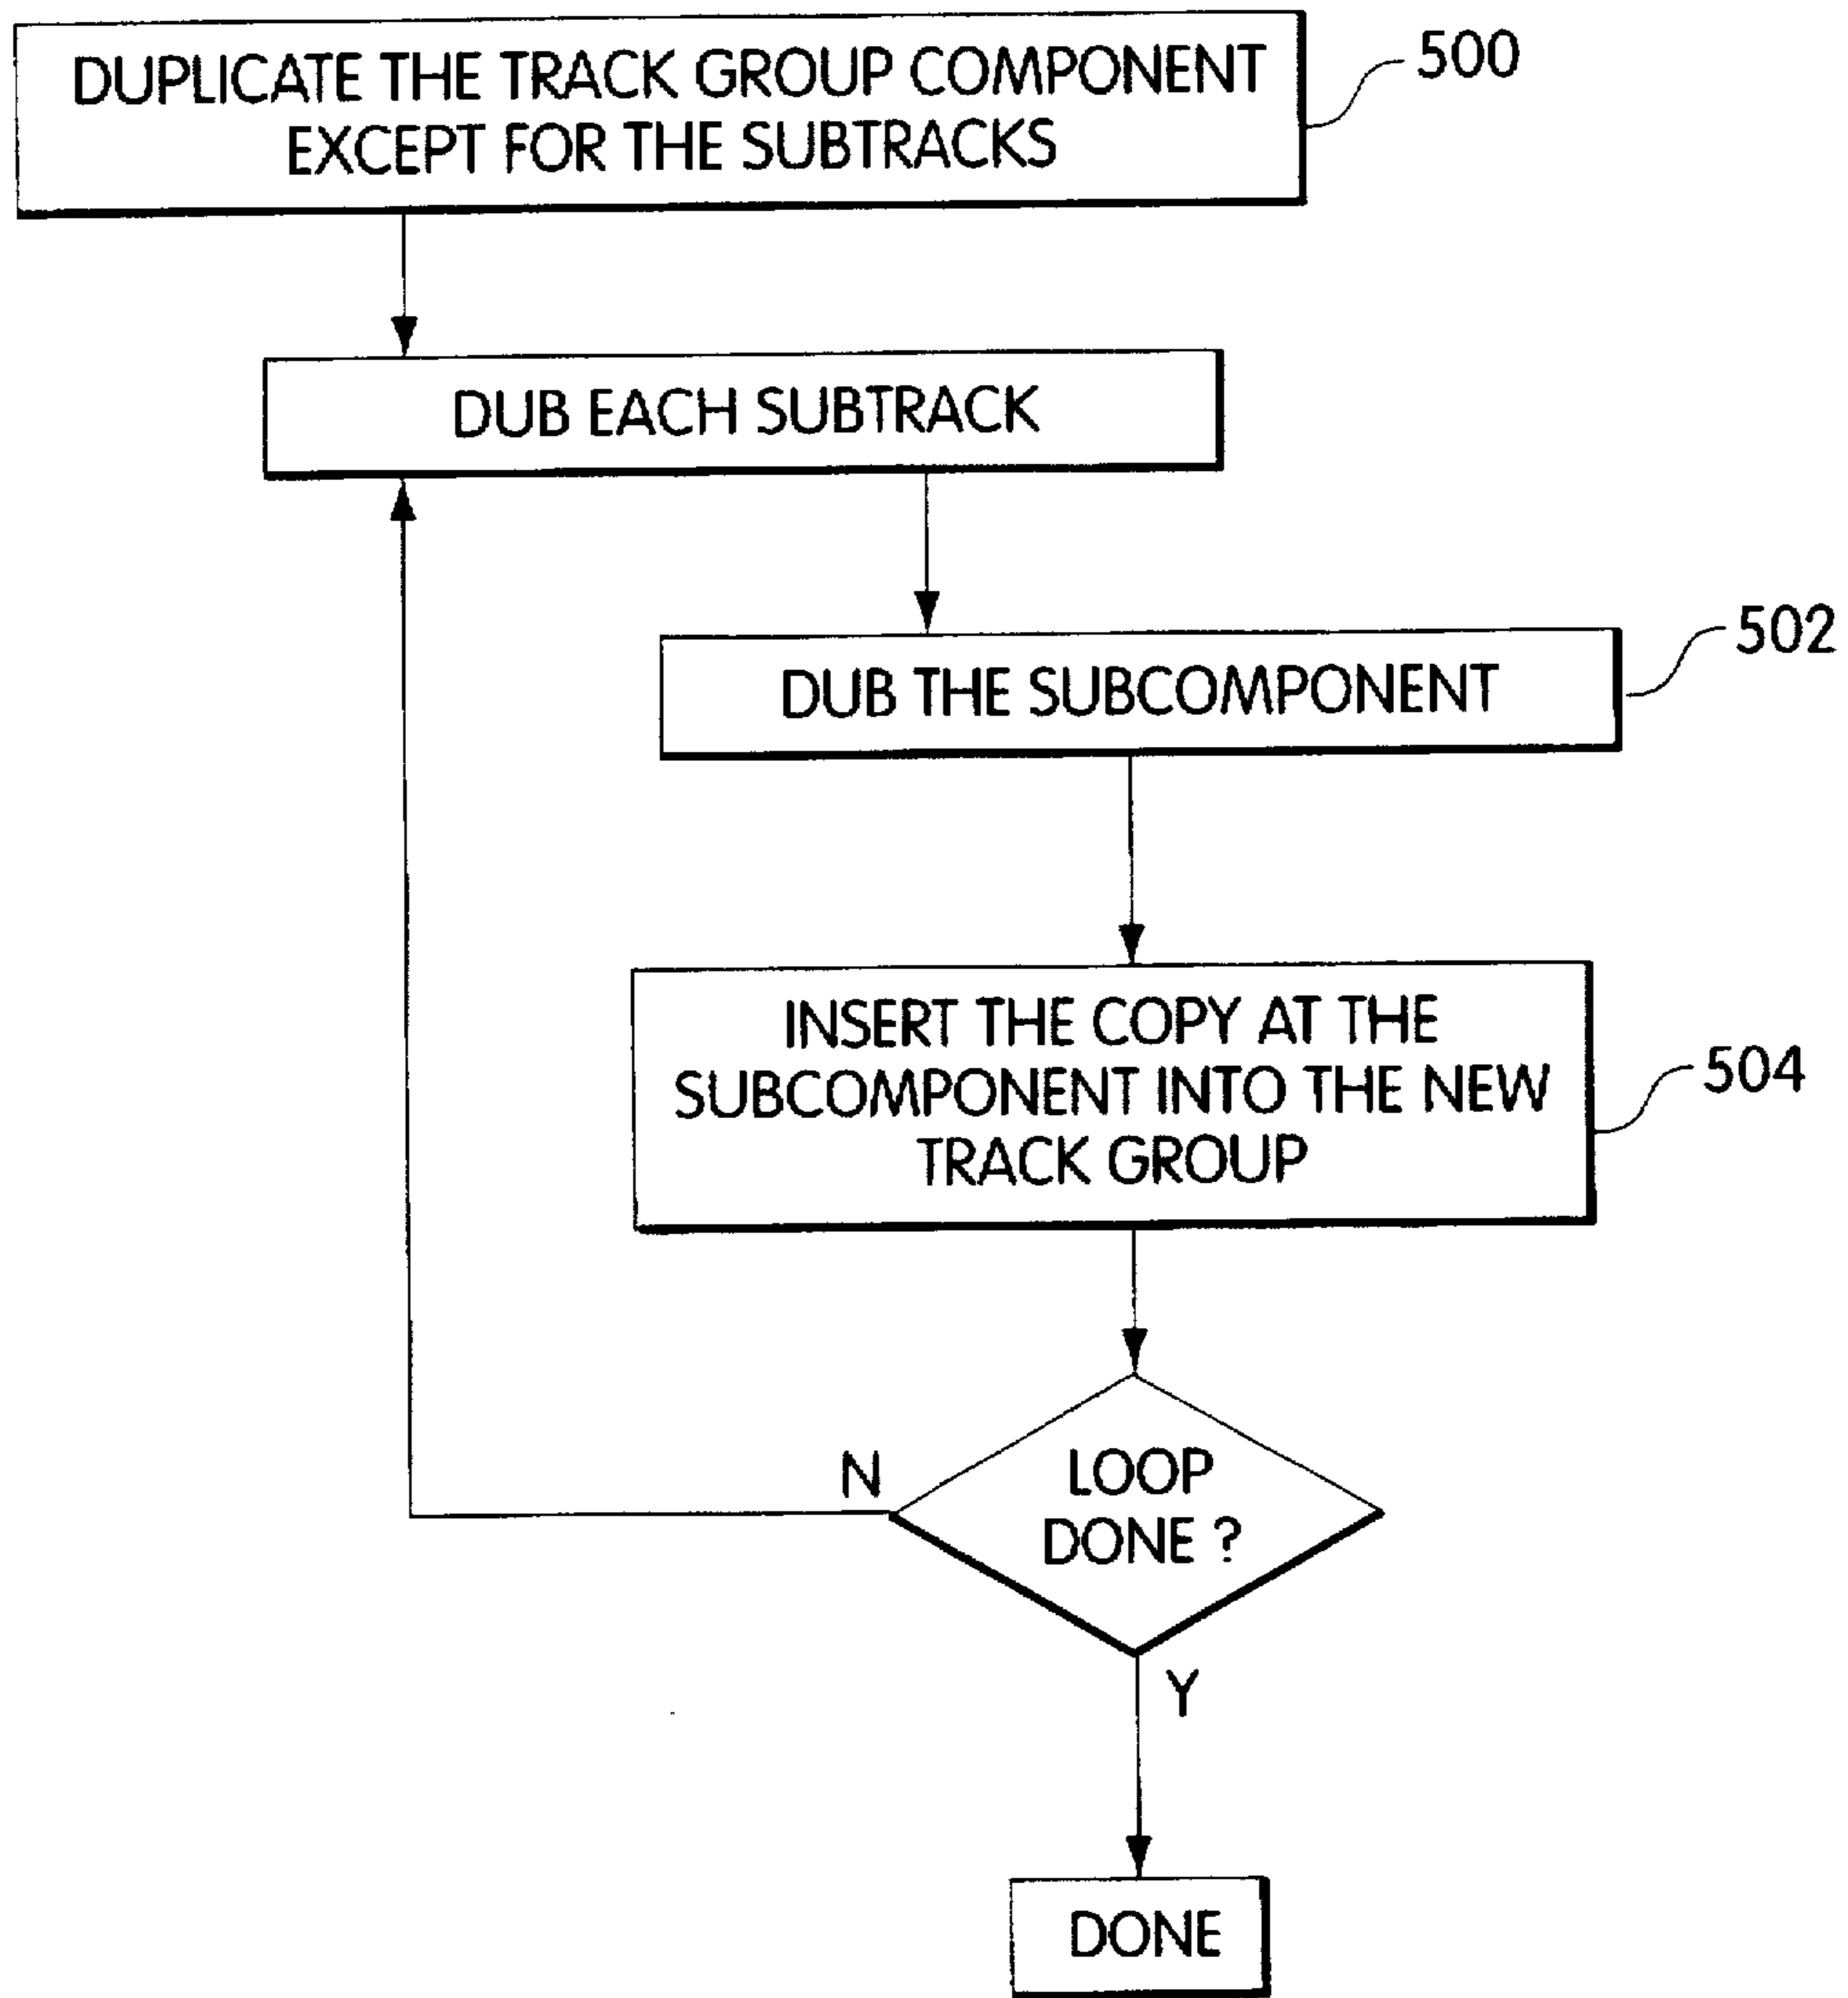 DUPLICATE THE TRACK GROUP COMPONENT
EXCEPT FOR THE SUBTRACKS
500
DUB EACH SUBTRACK
DUB THE SUBCOMPONENT
502
INSERT THE COPY AT THE
SUBCOMPONENT INTO THE NEW
TRACK GROUP
504
N
LOOP
DONE ?
Y
DONE